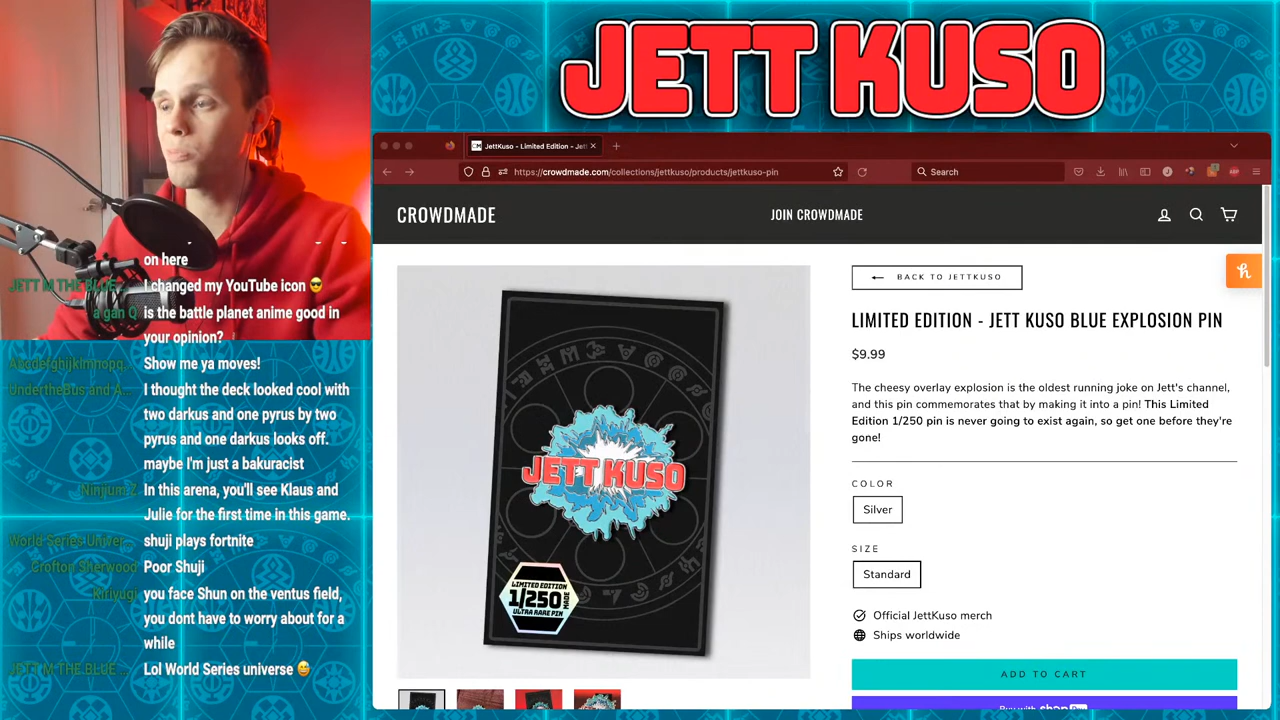 JETT KUSO
JettKuso - Limited Edition - Jett
https://crowdmade.com/collections/jettkuso/products/jettkuso-pin
Search
CROWDMADE
JOIN CROWDMADE
BACK TO JETTKUSO
LIMITED EDITION - JETT KUSO BLUE EXPLOSION PIN
$9.99
The cheesy overlay explosion is the oldest running joke on Jett's channel,
and this pin commemorates that by making it into a pin! This Limited
Edition 1/250 pin is never going to exist again, so get one before they're
gone!
COLOR
Silver
SIZE
Standard
Official JettKuso merch
Ships worldwide
ADD TO CART
Buy with shop Pay
JETT KUSO
LIMITED EDITION
1/250
MADE
ULTRA RARE PIN
on here
JETT M THE BLUE ... I changed my YouTube icon 😎
a gan Q is the battle planet anime good in
your opinion?
Show me ya moves!
UndertheBus and A... I thought the deck looked cool with
two darkus and one pyrus by two
pyrus and one darkus looks off.
maybe I'm just a bakuracist
Ninjium Z In this arena, you'll see Klaus and
Julie for the first time in this game.
World Series Univer... shuji plays fortnite
Crofton Sherwood Poor Shuji
Kirivugi you face Shun on the ventus field,
you dont have to worry about for a
while
JETT M THE BLUE ... Lol World Series universe 😅